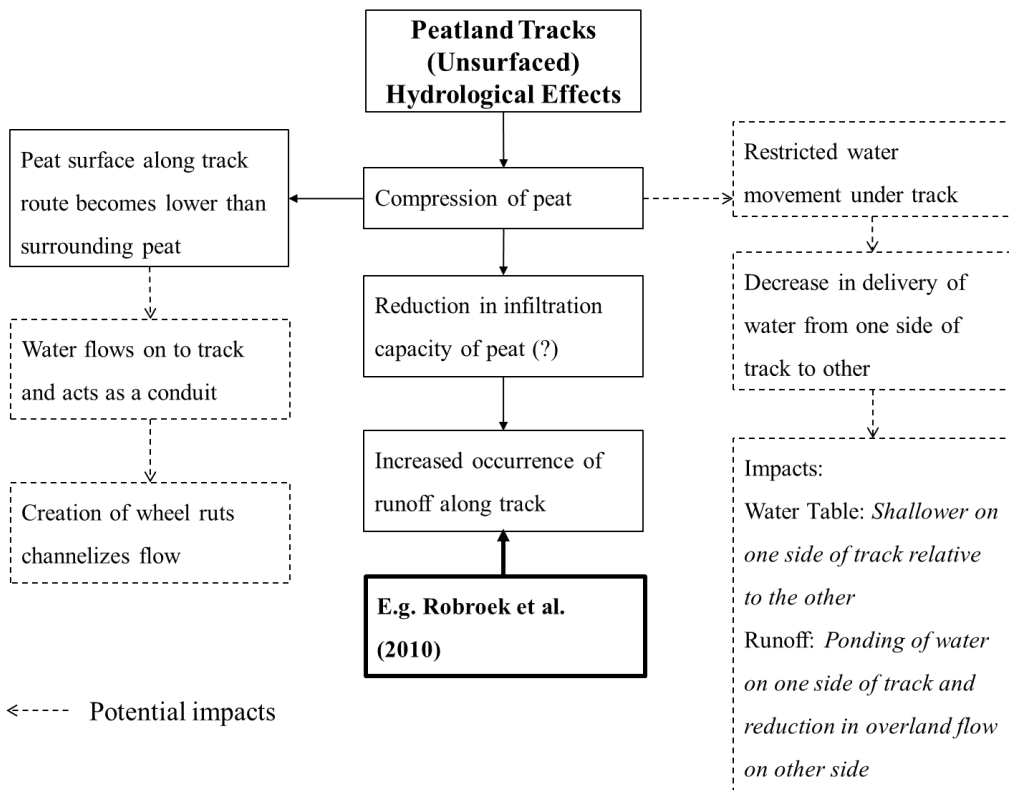 Peatland Tracks
(Unsurfaced)
Hydrological Effects
Peat surface along track
route becomes lower than
surrounding peat
Compression of peat
Restricted water
movement under track
Water flows on to track
and acts as a conduit
Reduction in infiltration
capacity of peat (?)
Decrease in delivery of
water from one side of
track to other
Creation of wheel ruts
channelizes flow
Increased occurrence of
runoff along track
E.g. Robroek et al.
(2010)
Impacts:
Water Table: Shallower on
one side of track relative
to the other
Runoff: Ponding of water
on one side of track and
reduction in overland flow
on other side
Potential impacts